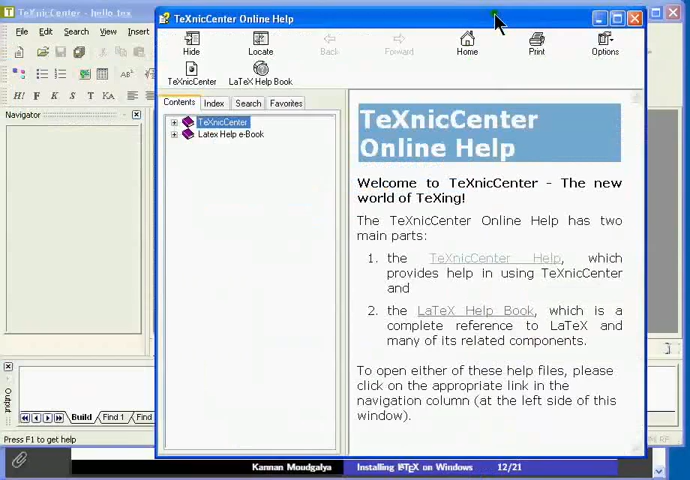 TeXnicCenter - hello.tex
TeXnicCenter Online Help
File Edit Search View Insert
Hide Locate Back Forward Home Print Options
TeXnicCenter LaTeX Help Book
H! F K S T KA
Navigator
Contents Index Search Favorites
TeXnicCenter
Latex Help e-Book
TeXnicCenter
Online Help
Welcome to TeXnicCenter - The new
world of TeXing!
The TeXnicCenter Online Help has two
main parts:
1. the TeXnicCenter Help, which
provides help in using TeXnicCenter
and
2. the LaTeX Help Book, which is a
complete reference to LaTeX and
many of its related components.
To open either of these help files, please
click on the appropriate link in the
navigation column (at the left side of this
window).
Output
Build Find 1 Find
Press F1 to get help
Kannan Moudgalya Installing LATEX on Windows 12/21